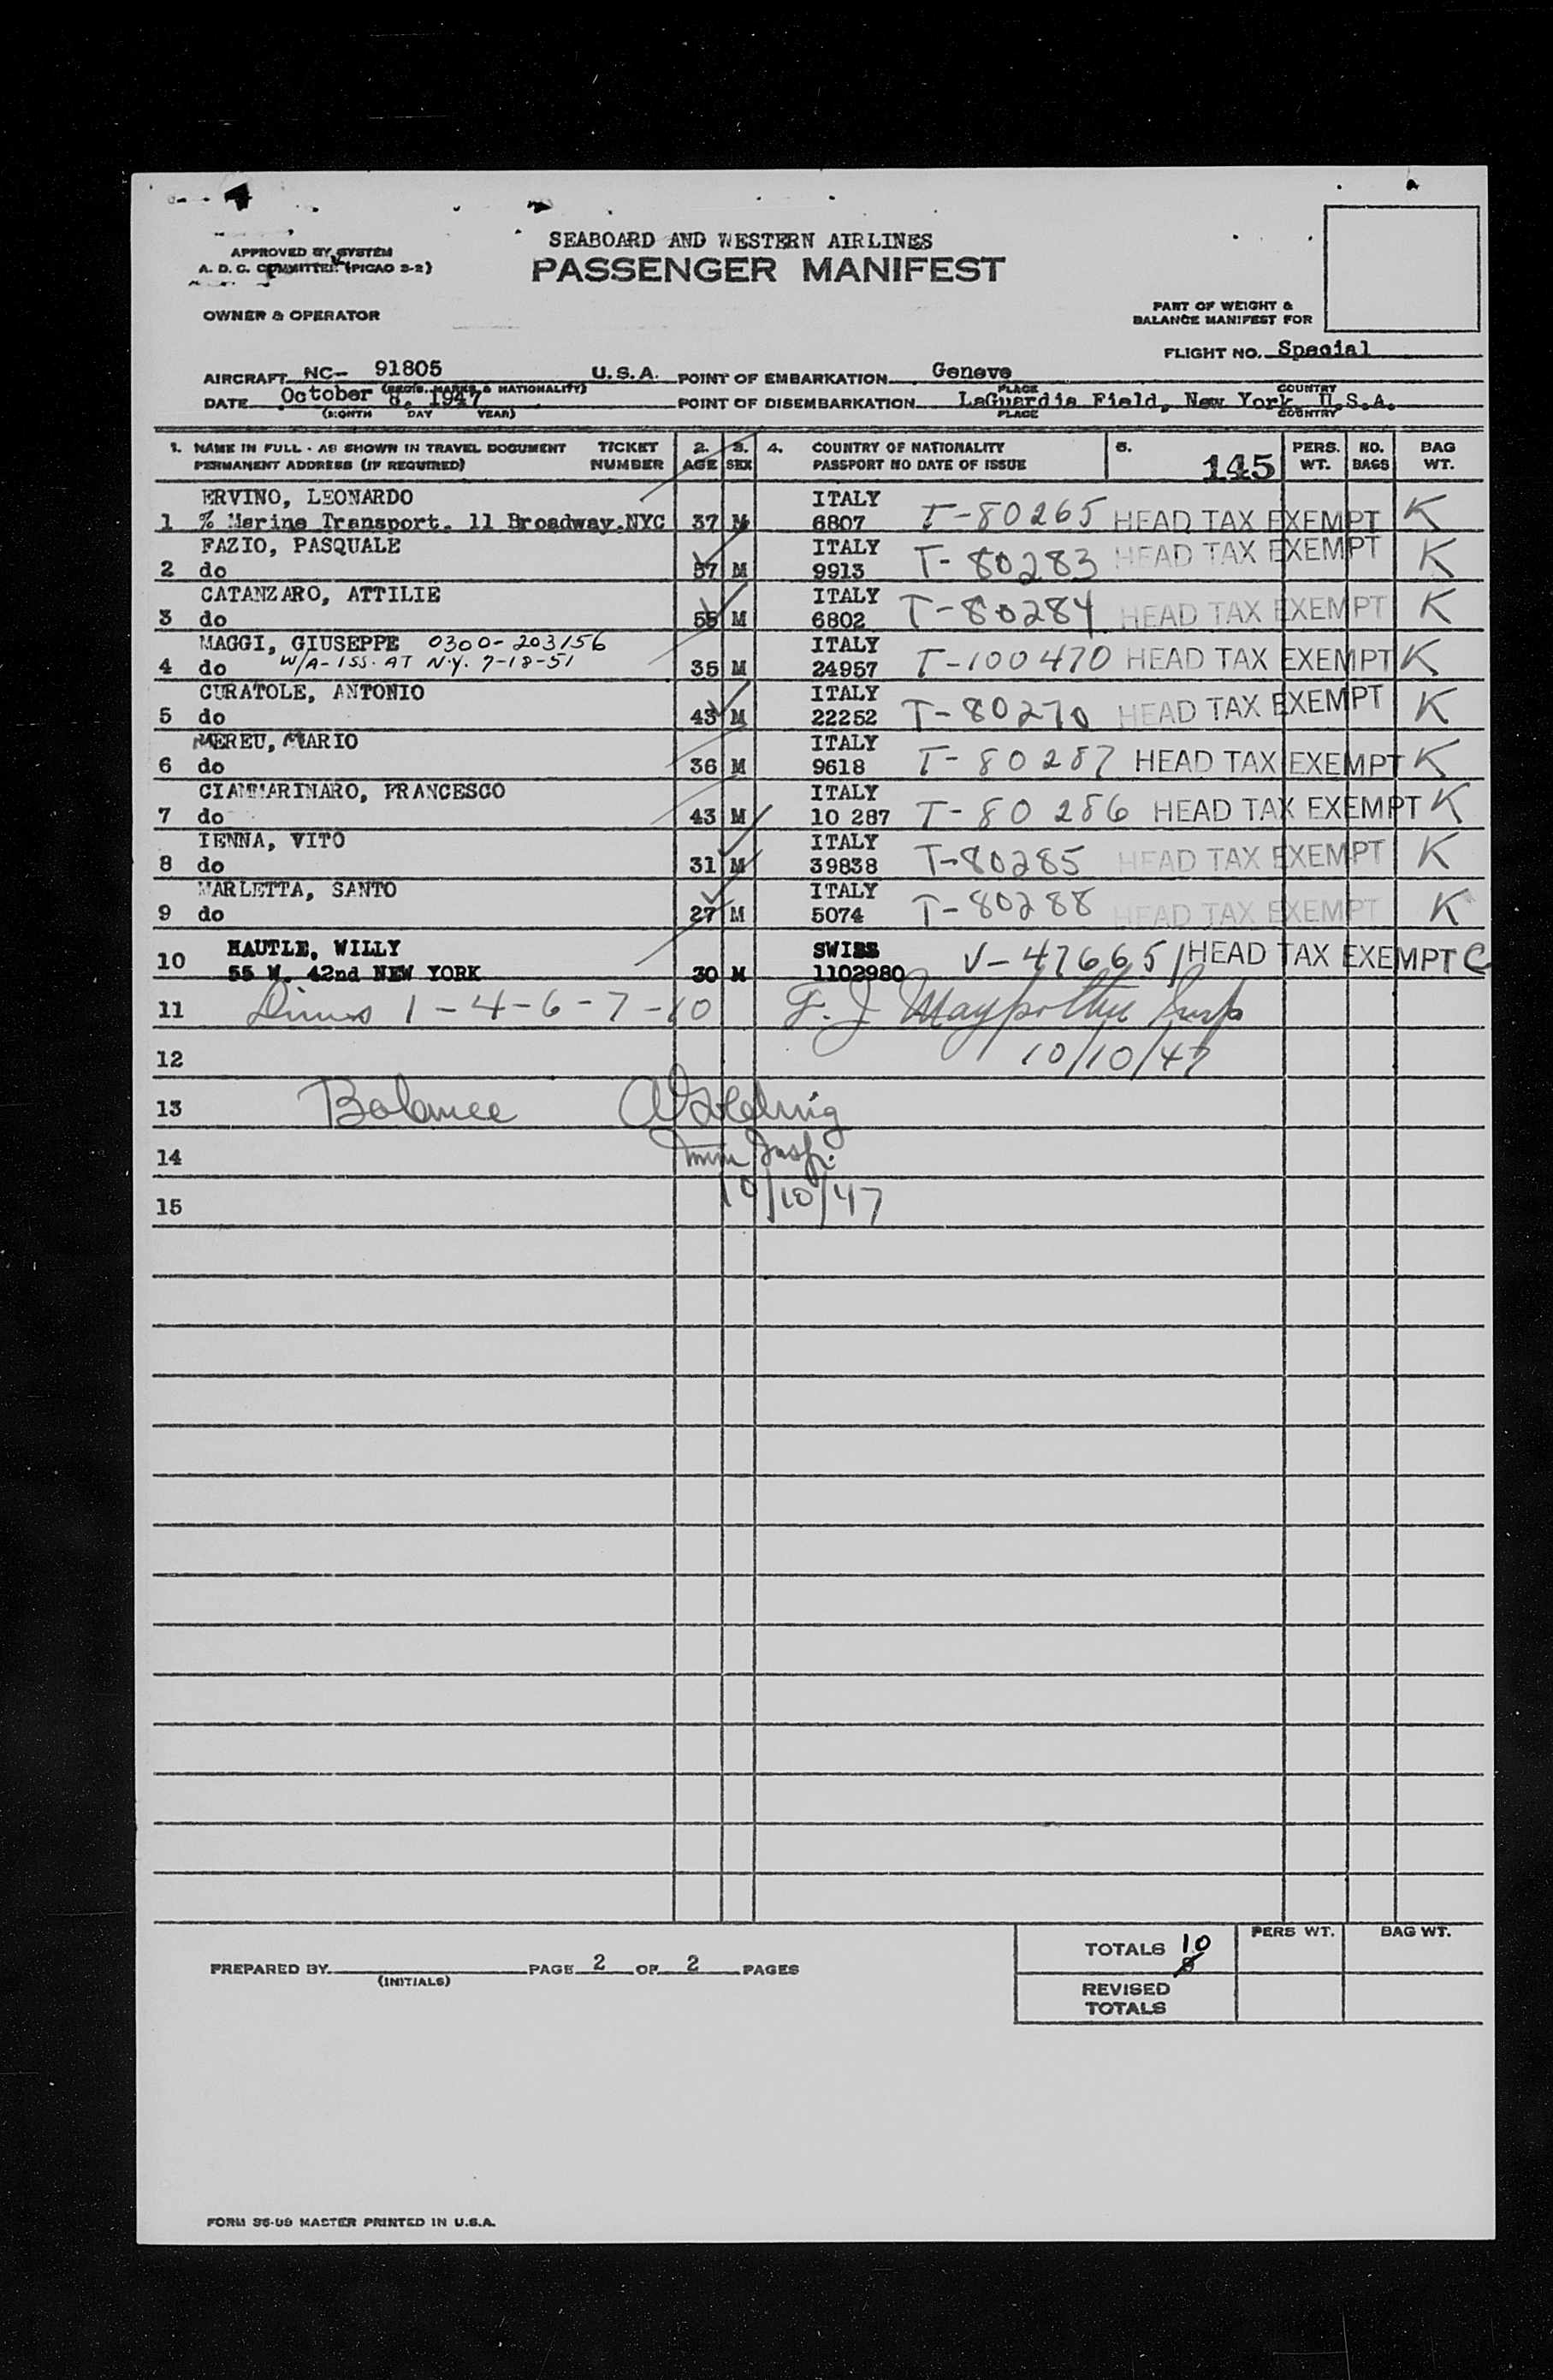 SEABOARD AND WESTERN AIRLINES
APPROVED BY SYSTEM
A. D. C. COMMITTEE (PICAO 2-2)
PASSENGER MANIFEST
OWNER & OPERATOR
PART OF WEIGHT &
BALANCE MANIFEST FOR
FLIGHT NO. Special
AIRCRAFT NC- 91805 U.S.A. POINT OF EMBARKATION Geneve
(REGIS. MARKS & NATIONALITY) PLACE COUNTRY
DATE October 8, 1947 POINT OF DISEMBARKATION LaGuardia Field, New York, U.S.A.
(MONTH DAY YEAR) PLACE COUNTRY
1. NAME IN FULL - AS SHOWN IN TRAVEL DOCUMENT TICKET 2. 3. 4. COUNTRY OF NATIONALITY 5. PERS. NO. BAG
PERMANENT ADDRESS (IF REQUIRED) NUMBER AGE SEX PASSPORT NO DATE OF ISSUE 145 WT. BAGS WT.
ERVINO, LEONARDO ITALY
1 % Marine Transport. 11 Broadway.NYC 37 M 6807 T-80265 HEAD TAX EXEMPT K
FAZIO, PASQUALE ITALY
2 do 57 M 9913 T-80283 HEAD TAX EXEMPT K
CATANZARO, ATTILIE ITALY
3 do 55 M 6802 T-80284 HEAD TAX EXEMPT K
MAGGI, GIUSEPPE 0300-203156 ITALY
4 do W/A-ISS. AT N.Y. 7-18-51 35 M 24957 T-100470 HEAD TAX EXEMPT K
CURATOLE, ANTONIO ITALY
5 do 43 M 22252 T-80270 HEAD TAX EXEMPT K
MEREU, MARIO ITALY
6 do 36 M 9618 T-80287 HEAD TAX EXEMPT K
CIAMMARINARO, FRANCESCO ITALY
7 do 43 M 10 287 T-80286 HEAD TAX EXEMPT K
IENNA, VITO ITALY
8 do 31 M 39838 T-80285 HEAD TAX EXEMPT K
MARLETTA, SANTO ITALY
9 do 27 M 5074 T-80288 HEAD TAX EXEMPT K
HAUTLE, WILLY SWISS
10 55 W. 42nd NEW YORK 30 M 1102980 V-476651 HEAD TAX EXEMPT C
11 1-4-6-7-10 F. J
12 10/10/47
13 Balance
14 Imm Insp.
15 10/10/47
TOTALS 10 8 PERS WT. BAG WT.
PREPARED BY PAGE 2 OF 2 PAGES
(INITIALS)
REVISED
TOTALS
FORM 36-09 MASTER PRINTED IN U.S.A.